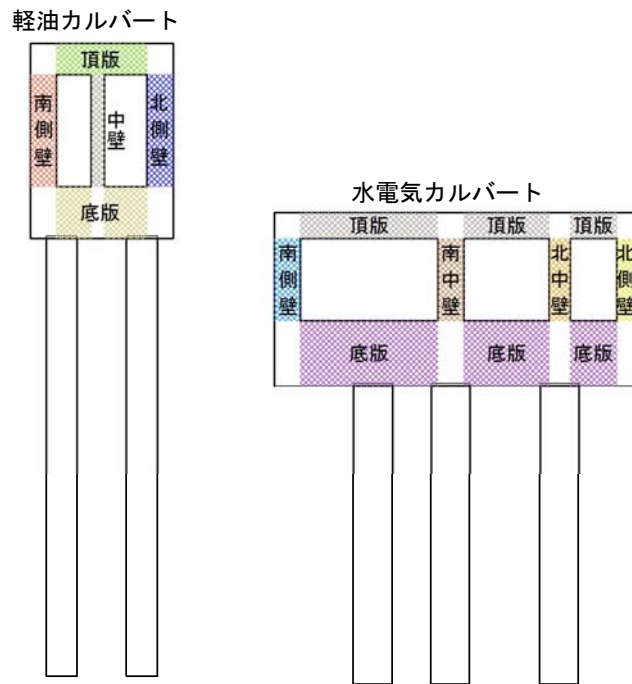 軽油カルバート
頂版
南側壁
中壁
北側壁
底版
水電気カルバート
頂版
頂版
頂版
南側壁
南中壁
北中壁
北側壁
底版
底版
底版